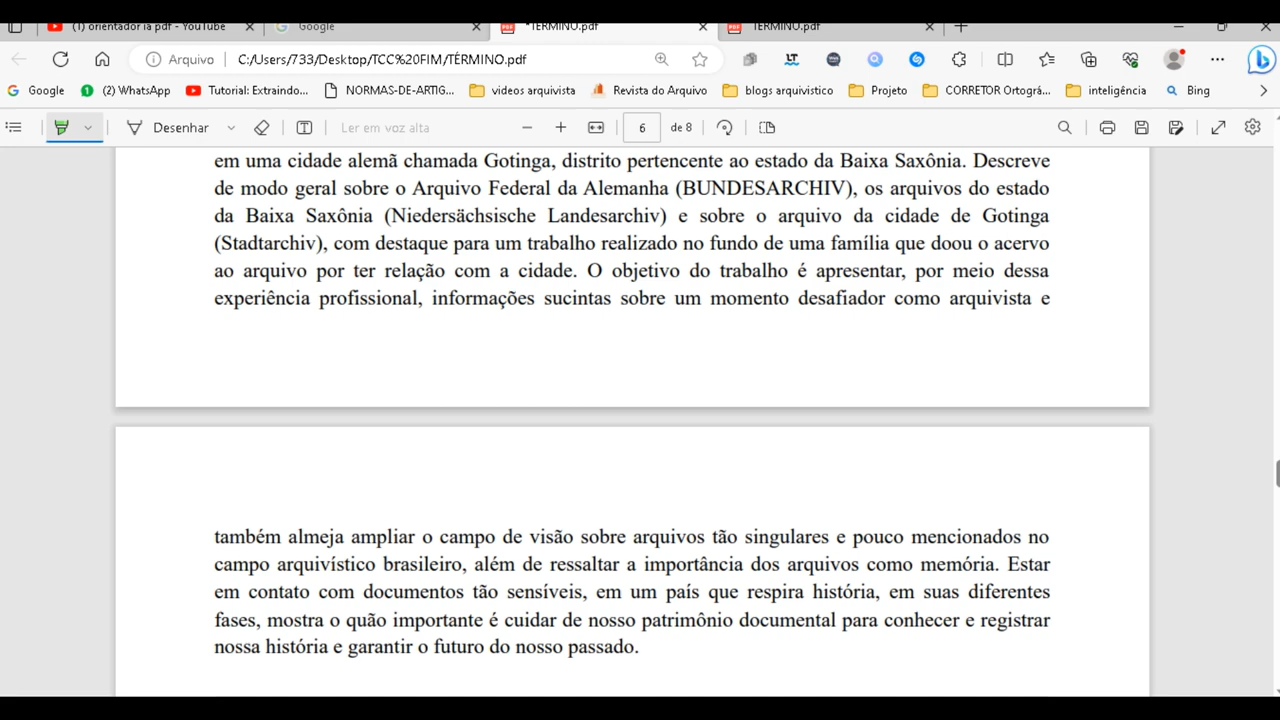 (1) orientador ia pdf - YouTube
Google
*TÉRMINO.pdf
TÉRMINO.pdf
Arquivo
C:/Users/733/Desktop/TCC%20FIM/TÉRMINO.pdf
LT
Google
(2) WhatsApp
Tutorial: Extraindo...
NORMAS-DE-ARTIG...
videos arquivista
Revista do Arquivo
blogs arquivistico
Projeto
CORRETOR Ortográ...
inteligência
Bing
Desenhar
Ler em voz alta
6
de 8
em uma cidade alemã chamada Gotinga, distrito pertencente ao estado da Baixa Saxônia. Descreve
de modo geral sobre o Arquivo Federal da Alemanha (BUNDESARCHIV), os arquivos do estado
da Baixa Saxônia (Niedersächsische Landesarchiv) e sobre o arquivo da cidade de Gotinga
(Stadtarchiv), com destaque para um trabalho realizado no fundo de uma família que doou o acervo
ao arquivo por ter relação com a cidade. O objetivo do trabalho é apresentar, por meio dessa
experiência profissional, informações sucintas sobre um momento desafiador como arquivista e
também almeja ampliar o campo de visão sobre arquivos tão singulares e pouco mencionados no
campo arquivístico brasileiro, além de ressaltar a importância dos arquivos como memória. Estar
em contato com documentos tão sensíveis, em um país que respira história, em suas diferentes
fases, mostra o quão importante é cuidar de nosso patrimônio documental para conhecer e registrar
nossa história e garantir o futuro do nosso passado.